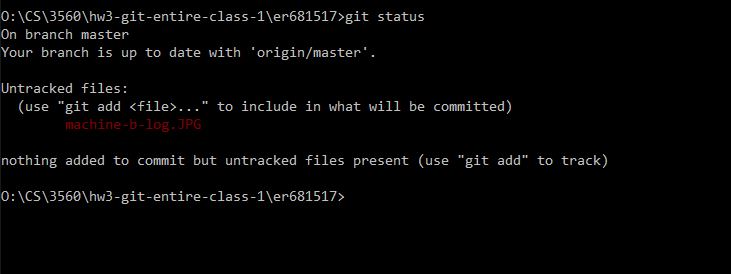 O:\CS\3560\hw3-git-entire-class-1\er681517>git status
On branch master
Your branch is up to date with 'origin/master'.
Untracked files:
(use "git add <file>..." to include in what will be committed)
machine-b-log.JPG
nothing added to commit but untracked files present (use "git add" to track)
O:\CS\3560\hw3-git-entire-class-1\er681517>